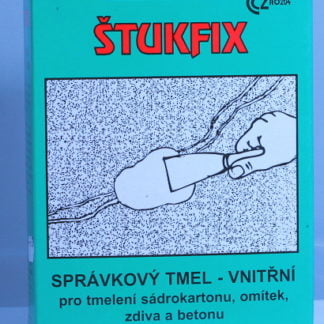 ŠTUKFIX
SPRÁVKOVÝ TMEL - VNITŘNÍ
pro tmelení sádrokartonu, omítek,
zdiva a betonu